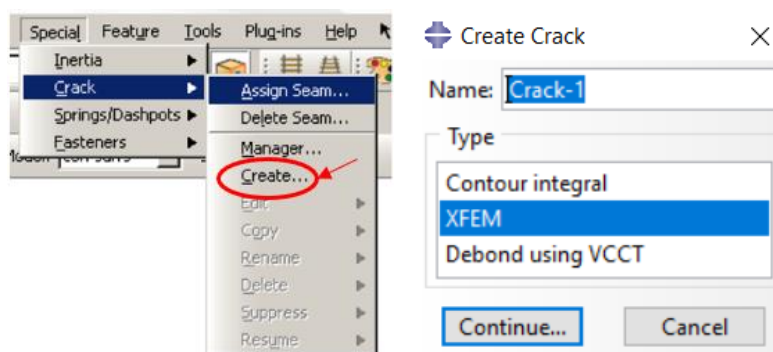 Special Feature Tools Plug-ins Help
Inertia
Crack
Springs/Dashpots
Fasteners
Assign Seam...
Delete Seam...
Manager...
Create...
Edit
Copy
Rename
Delete
Suppress
Resume
Create Crack
Name: Crack-1
Type
Contour integral
XFEM
Debond using VCCT
Continue... Cancel